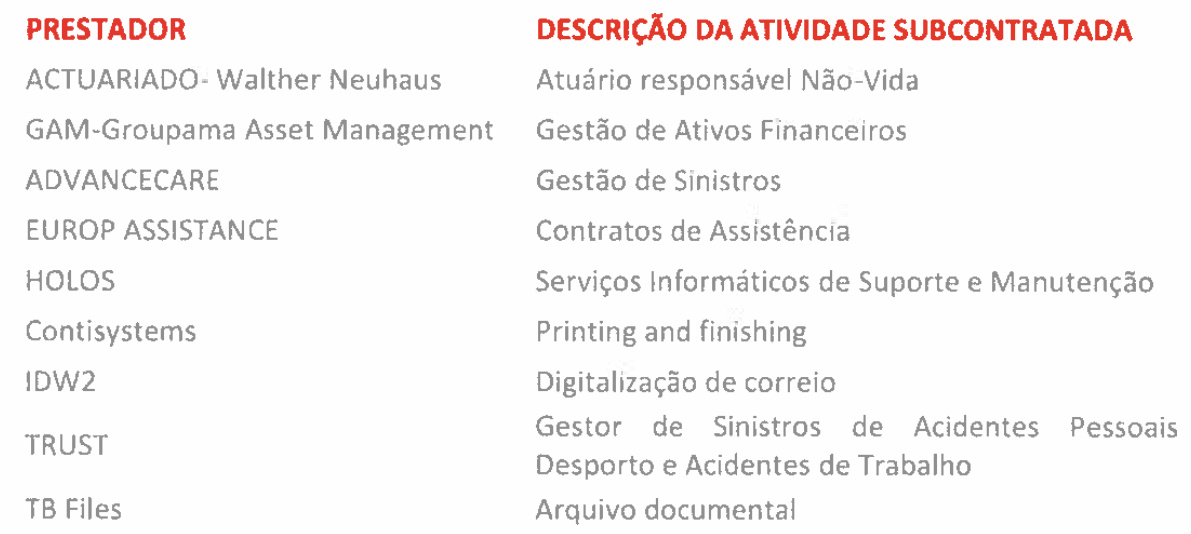 PRESTADOR DESCRIÇÃO DA ATIVIDADE SUBCONTRATADA
ACTUARIADO- Walther Neuhaus Atuário responsável Não-Vida
GAM-Groupama Asset Management Gestão de Ativos Financeiros
ADVANCECARE Gestão de Sinistros
EUROP ASSISTANCE Contratos de Assistência
HOLOS Serviços Informáticos de Suporte e Manutenção
Contisystems Printing and finishing
IDW2 Digitalização de correio
TRUST Gestor de Sinistros de Acidentes Pessoais
Desporto e Acidentes de Trabalho
TB Files Arquivo documental